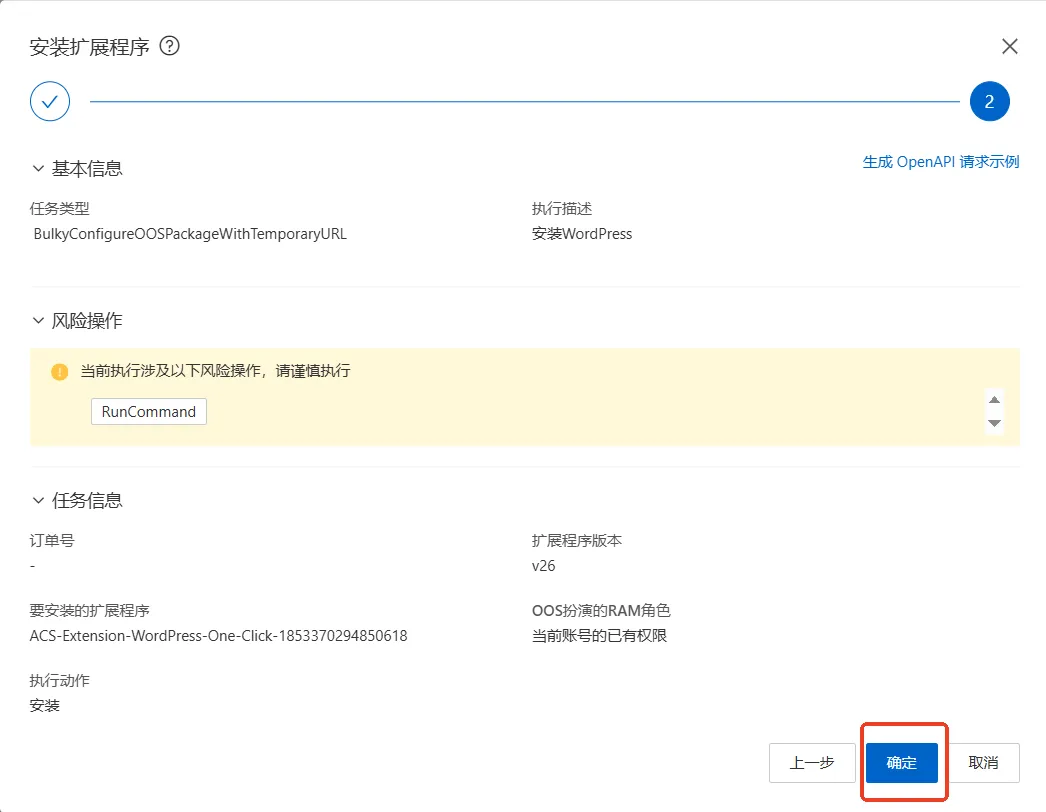 安装扩展程序 ?
2
基本信息
生成 OpenAPI 请求示例
任务类型
执行描述
BulkyConfigureOOSPackageWithTemporaryURL
安装WordPress
风险操作
当前执行涉及以下风险操作，请谨慎执行
RunCommand
任务信息
订单号
扩展程序版本
-
v26
要安装的扩展程序
OOS扮演的RAM角色
ACS-Extension-WordPress-One-Click-1853370294850618
当前账号的已有权限
执行动作
安装
上一步
确定
取消